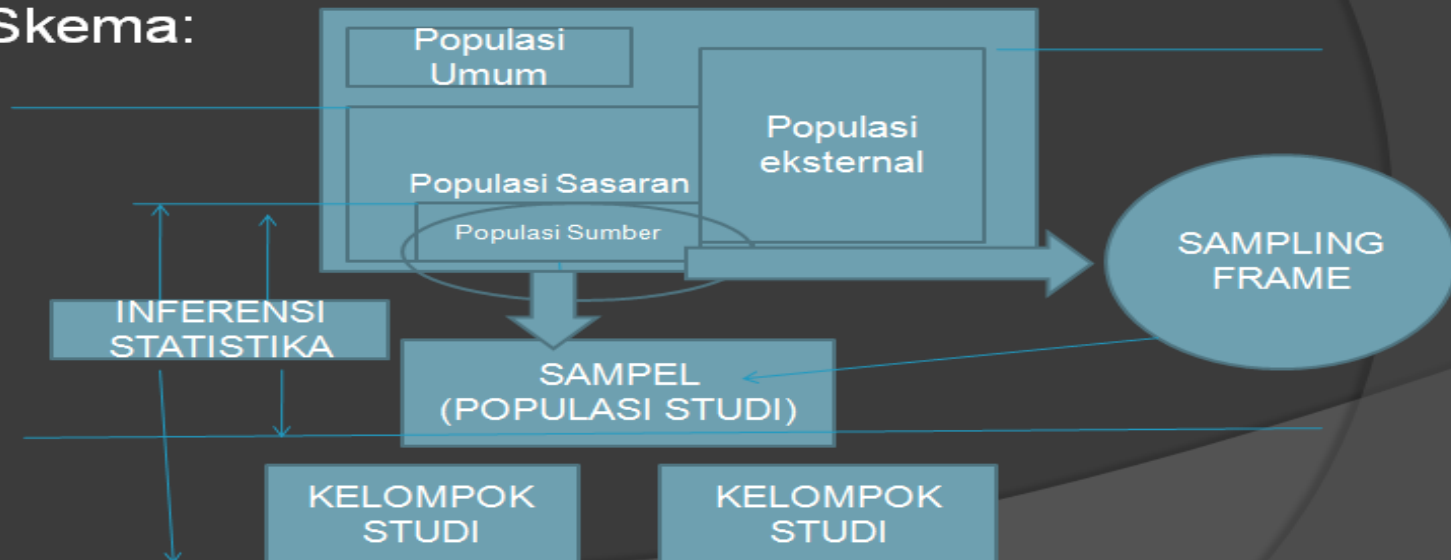 Skema:
Populasi
Umum
Populasi
eksternal
Populasi Sasaran
Populasi Sumber
SAMPLING
FRAME
INFERENSI
STATISTIKA
SAMPEL
(POPULASI STUDI)
KELOMPOK
STUDI
KELOMPOK
STUDI